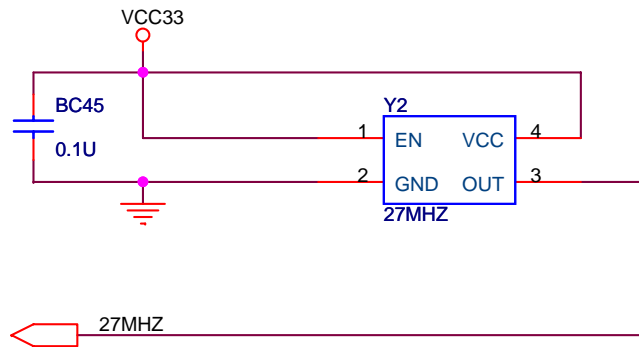 VCC33
BC45
0.1U
Y2
1
EN
VCC
4
2
GND
OUT
3
27MHZ
27MHZ